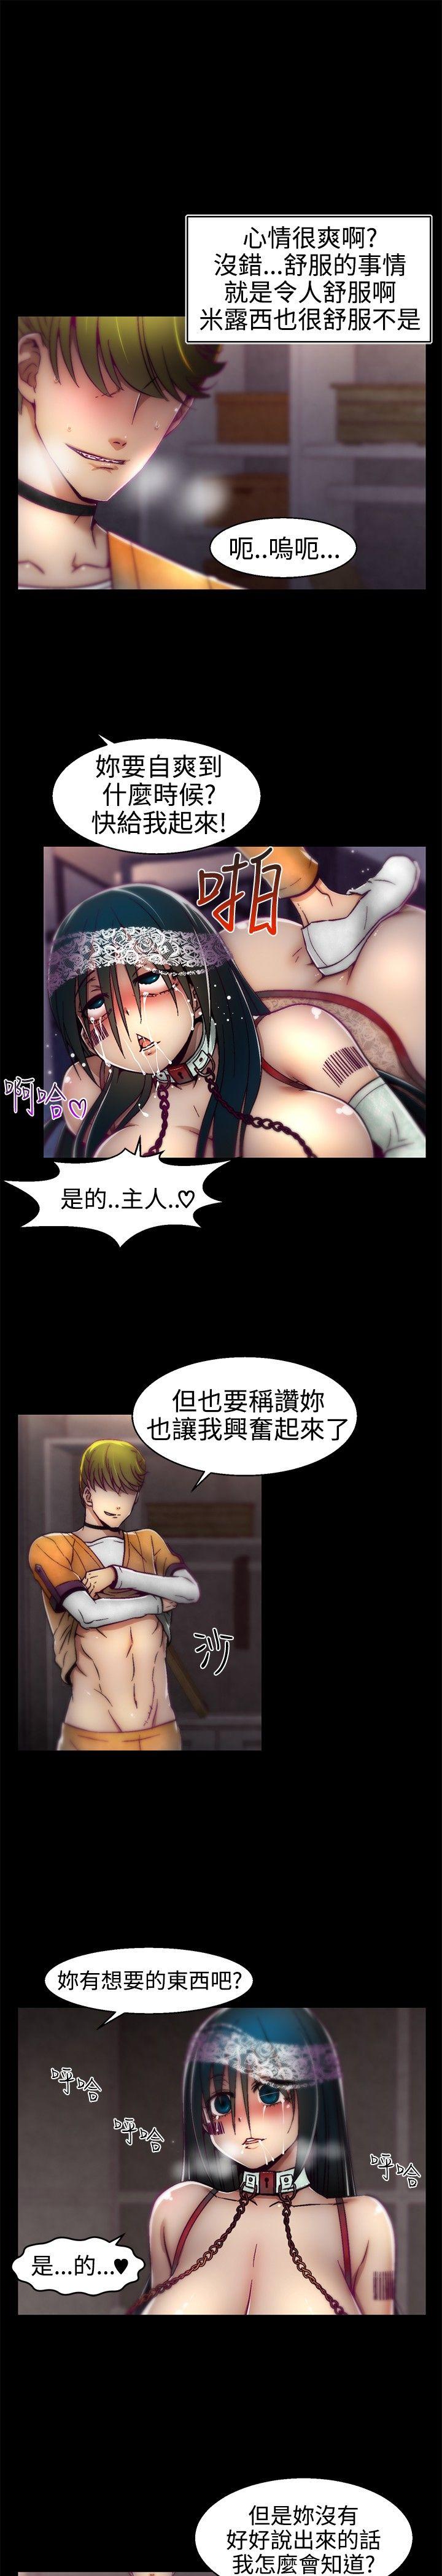 心情很爽啊?
沒錯...舒服的事情
就是令人舒服啊
米露西也很舒服不是
呃..嗚呃...
妳要自爽到
什麼時候?
快給我起來!
啪
啊哈♡
是的..主人..♥
但也要稱讚妳
也讓我興奮起來了
沙
妳有想要的東西吧?
呼哈
呼哈
呼哈
是...的...♥
但是妳沒有
好好說出來的話
我怎麼會知道?